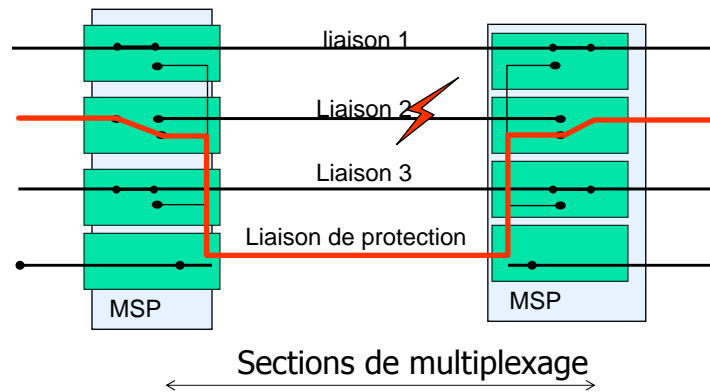 liaison 1
Liaison 2
Liaison 3
Liaison de protection
MSP
MSP
Sections de multiplexage